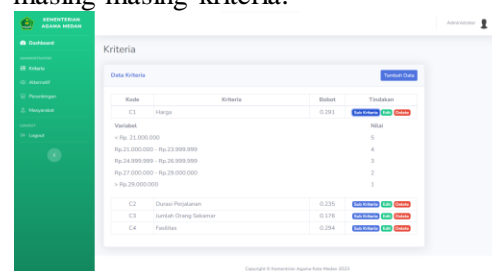 masing-masing kriteria.
KEMENTERIAN
AGAMA MEDAN
Administrator
Dashboard
Kriteria
Alternatif
Perankingan
Masyarakat
Logout
Kriteria
Data Kriteria
Tambah Data
Kode Kriteria Bobot Tindakan
C1 Harga 0.291 Sub Kriteria Edit Delete
Variabel Nilai
< Rp. 21.000.000 5
Rp.21.000.000 - Rp.23.999.999 4
Rp.24.999.999 - Rp.26.999.999 3
Rp.27.000.000 - Rp.29.000.000 2
> Rp.29.000.000 1
C2 Durasi Perjalanan 0.235 Sub Kriteria Edit Delete
C3 Jumlah Orang Sekamar 0.176 Sub Kriteria Edit Delete
C4 Fasilitas 0.294 Sub Kriteria Edit Delete
Copyright © Kementrian Agama Kota Medan 2022